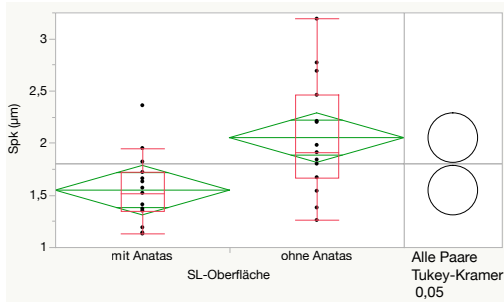 3
2,5
2
1,5
1
Spk (µm)
mit Anatas
ohne Anatas
SL-Oberfläche
Alle Paare
Tukey-Kramer
0,05